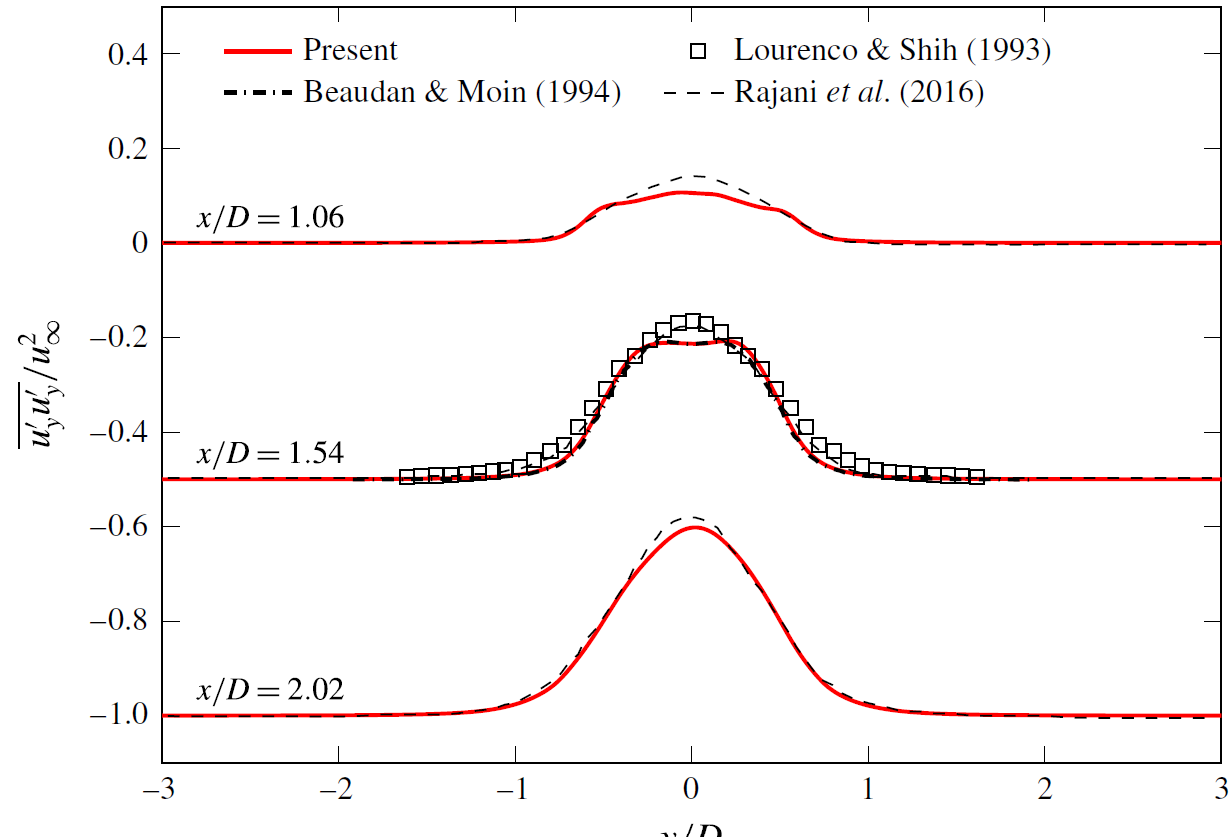 0.4
0.2
0
−0.2
−0.4
−0.6
−0.8
−1.0
Present
Lourenco & Shih (1993)
Beaudan & Moin (1994)
Rajani et al. (2016)
x/D = 1.06
x/D = 1.54
x/D = 2.02
u′yu′y/u2∞
−3
−2
−1
0
1
2
3
y/D